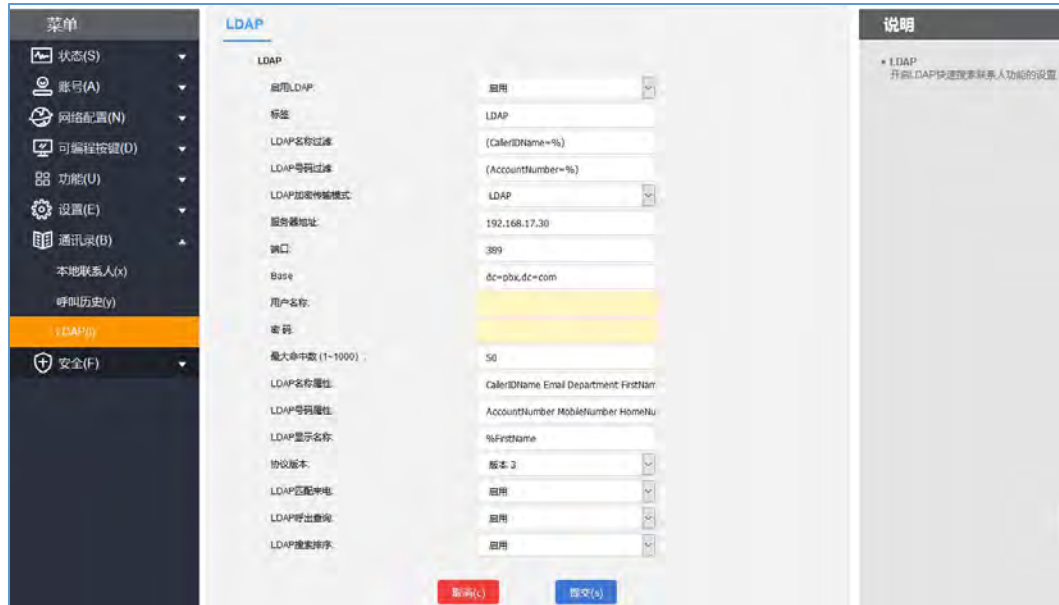 菜单
状态(S)
账号(A)
网络配置(N)
可编程按键(D)
功能(U)
设置(E)
通讯录(B)
本地联系人(x)
呼叫历史(y)
LDAP(l)
安全(F)
LDAP
LDAP
启用LDAP: 启用
标签: LDAP
LDAP名称过滤: (CallerIDName=%)
LDAP号码过滤: (AccountNumber=%)
LDAP加密传输模式: LDAP
服务器地址: 192.168.17.30
端口: 389
Base dc=pbx,dc=com
用户名称:
密 码:
最大命中数 (1~1000) : 50
LDAP名称属性: CallerIDName Email Department FirstNam
LDAP号码属性: AccountNumber MobileNumber HomeNu
LDAP显示名称: %FirstName
协议版本: 版本 3
LDAP匹配来电: 启用
LDAP呼出查询: 启用
LDAP搜索排序: 启用
取消(c) 提交(s)
说明
LDAP
开启LDAP快速搜索联系人功能的设置